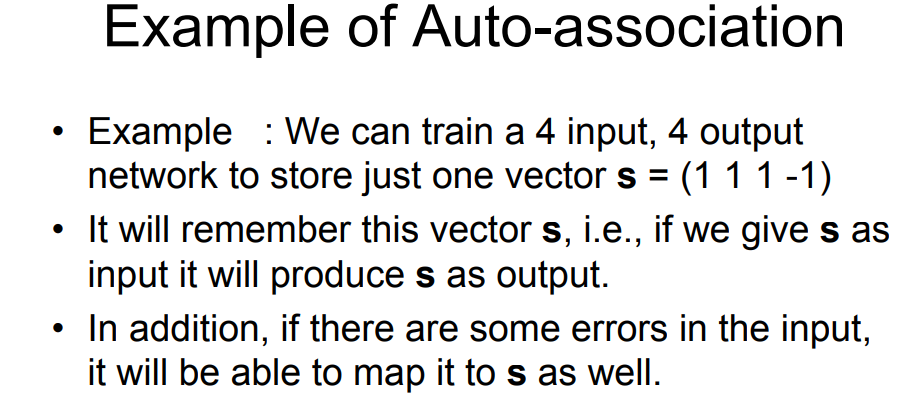 Example of Auto-association
• Example : We can train a 4 input, 4 output
network to store just one vector s = (1 1 1 -1)
• It will remember this vector s, i.e., if we give s as
input it will produce s as output.
• In addition, if there are some errors in the input,
it will be able to map it to s as well.